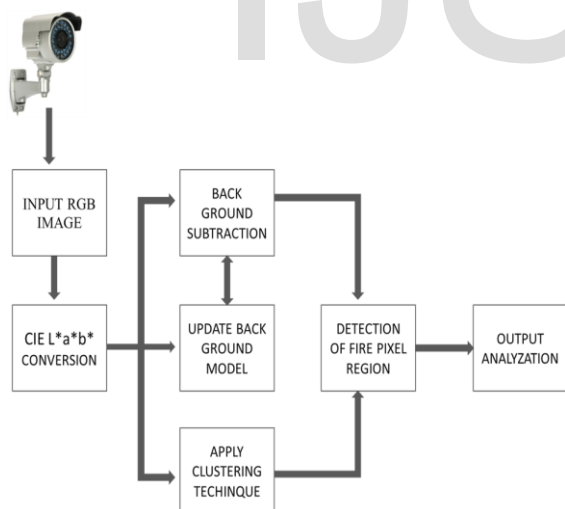 IJC
INPUT RGB
IMAGE
BACK
GROUND
SUBTRACTION
CIE L*a*b*
CONVERSION
UPDATE BACK
GROUND
MODEL
DETECTION
OF FIRE PIXEL
REGION
OUTPUT
ANALYZATION
APPLY
CLUSTERING
TECHINQUE